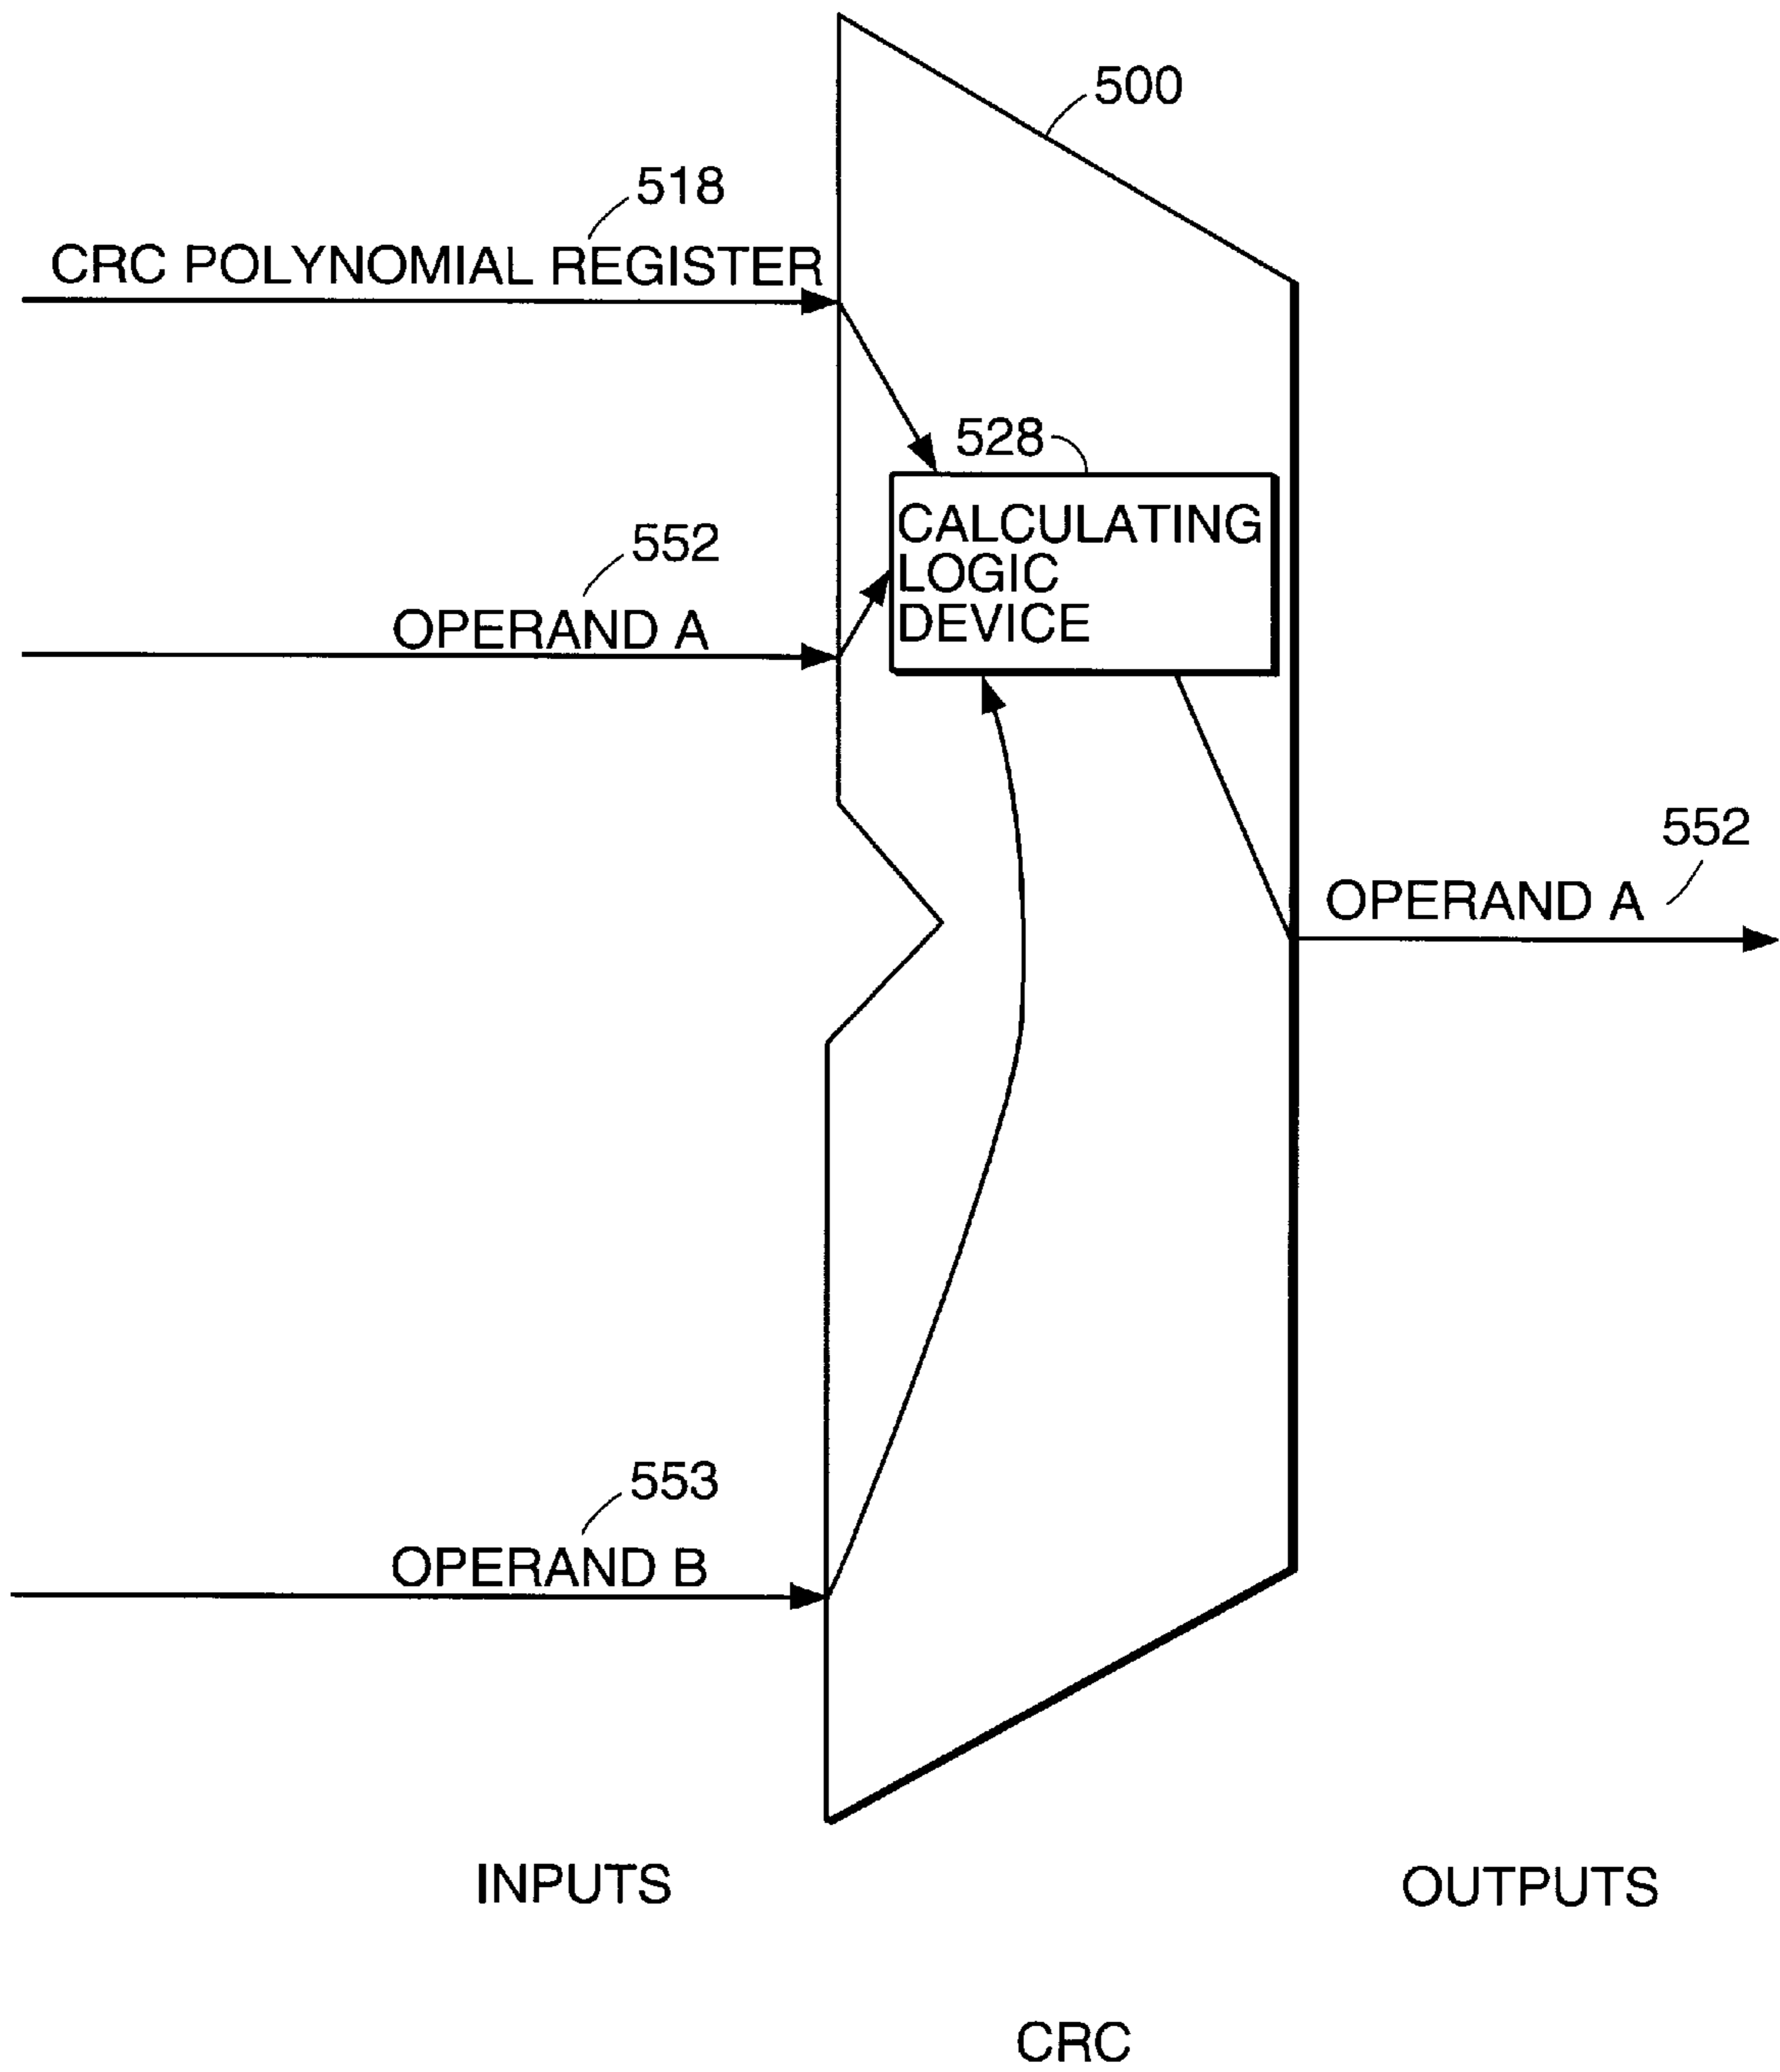 500
518
CRC POLYNOMIAL REGISTER
528
CALCULATING
LOGIC
DEVICE
552
OPERAND A
552
OPERAND A
553
OPERAND B
INPUTS
OUTPUTS
CRC